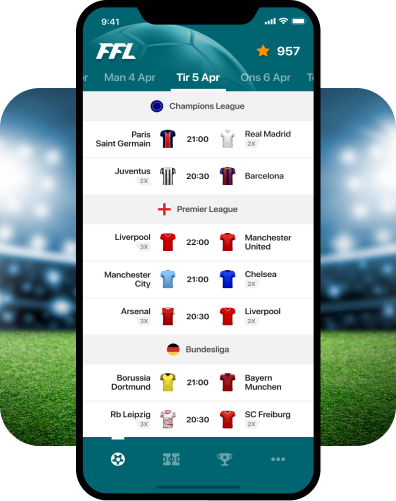 9:41
FFL
957
Man 4 Apr
Tir 5 Apr
Ons 6 Apr
Champions League
Paris
Saint Germain
21:00
Real Madrid
2X
Juventus
2X
20:30
Barcelona
Premier League
Liverpool
3X
22:00
Manchester
United
Manchester
City
21:00
Chelsea
2X
Arsenal
3X
20:30
Liverpool
2X
Bundesliga
Borussia
Dortmund
21:00
Bayern
Munchen
Rb Leipzig
3X
20:30
SC Freiburg
2X